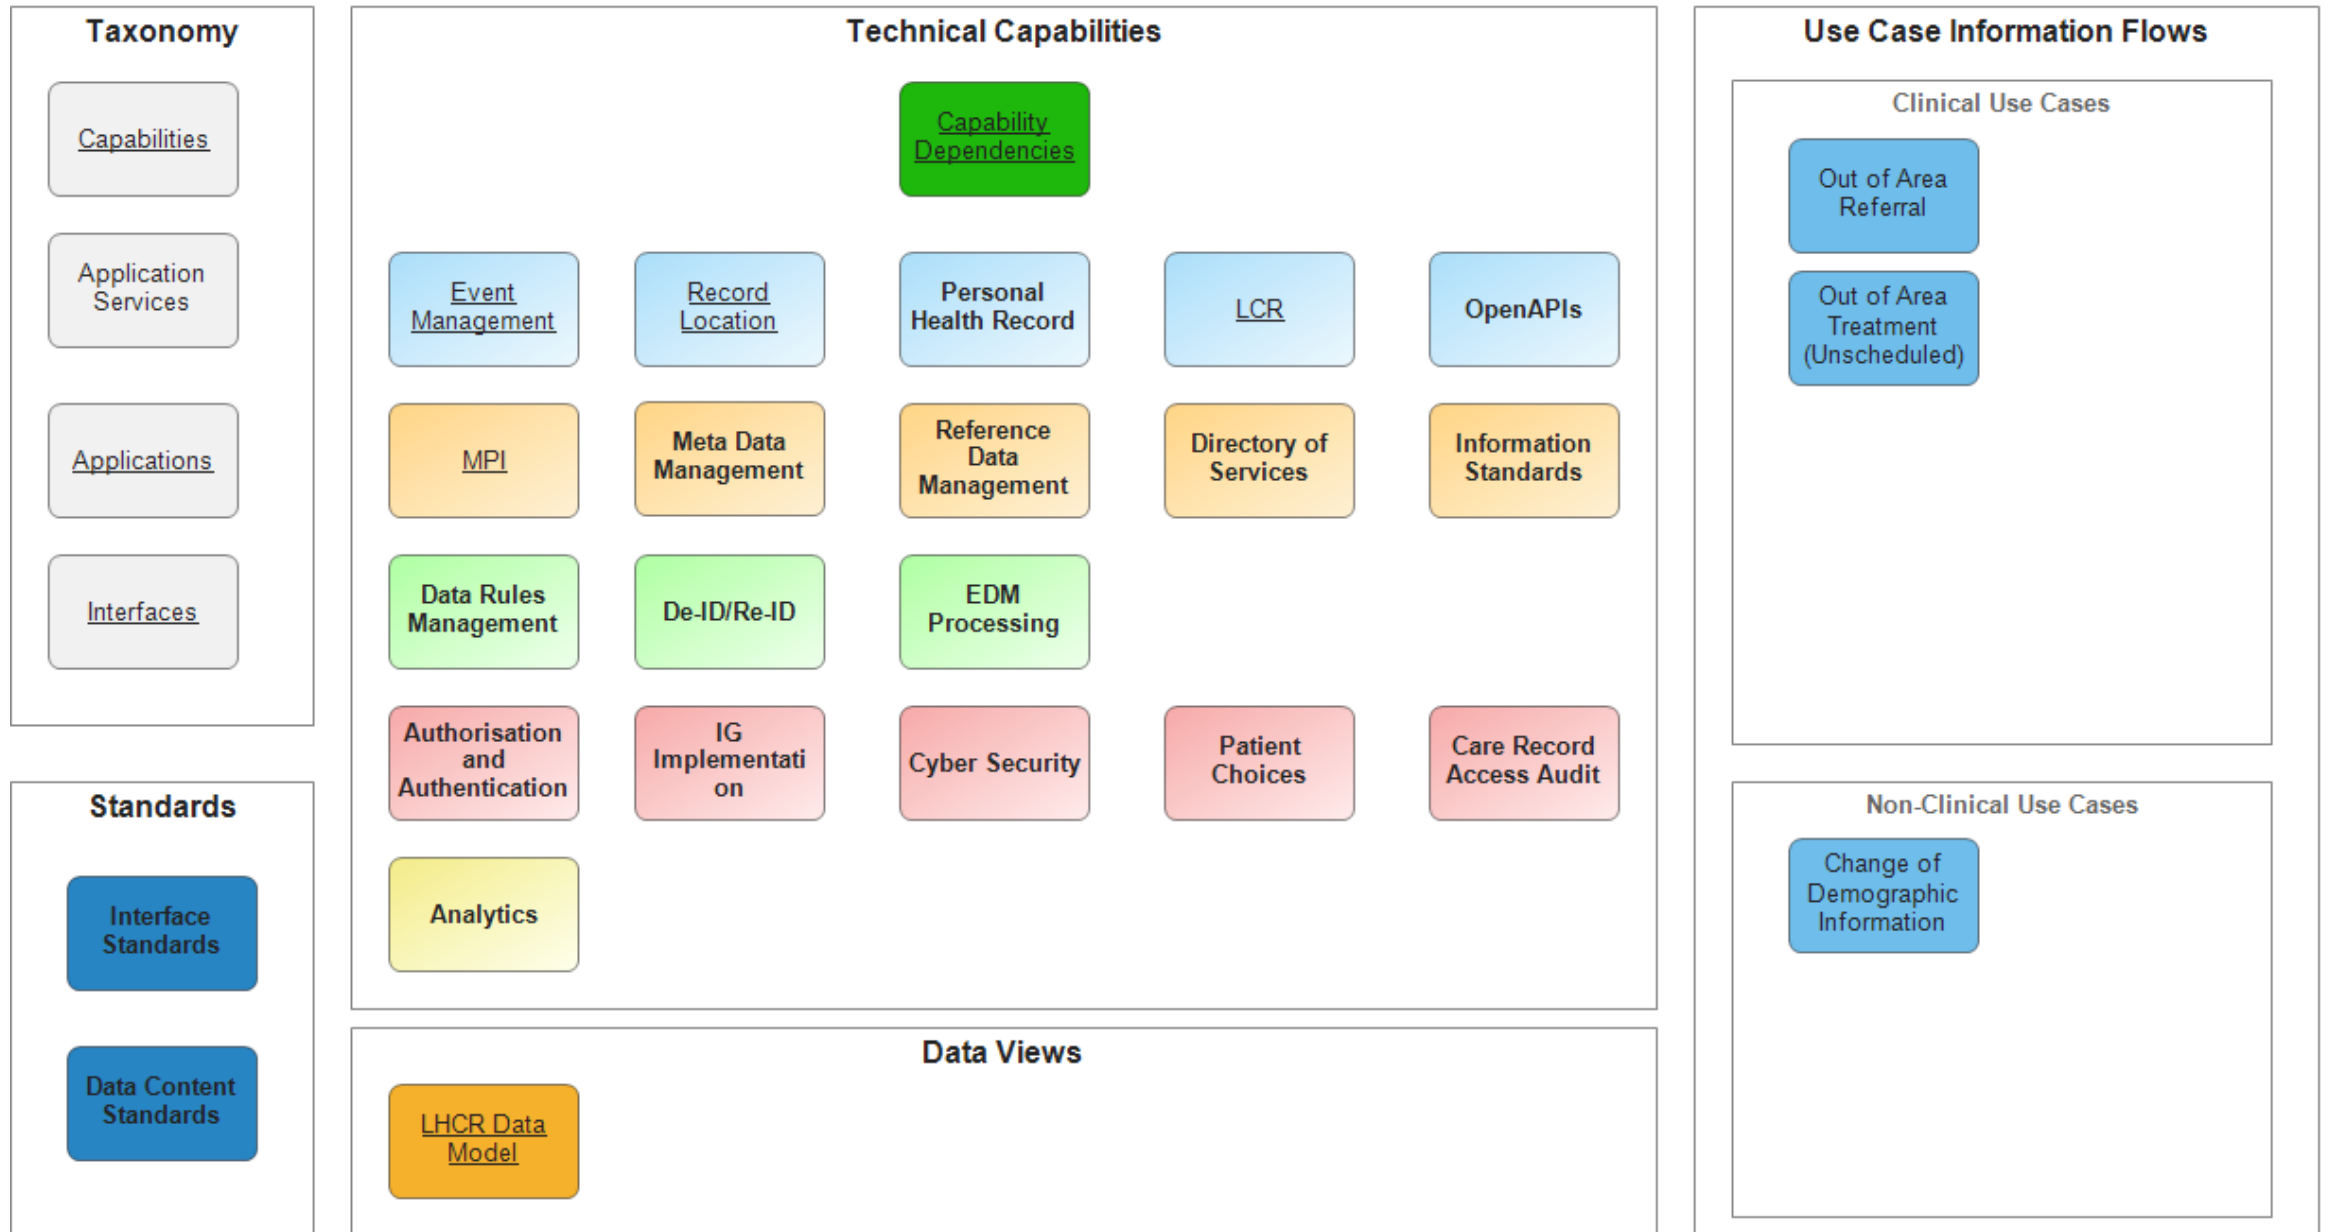 Taxonomy
Capabilities
Application
Services
Applications
Interfaces
Standards
Interface
Standards
Data Content
Standards
Technical Capabilities
Capability
Dependencies
Event
Management
Record
Location
Personal
Health Record
LCR
OpenAPIs
MPI
Meta Data
Management
Reference
Data
Management
Directory of
Services
Information
Standards
Data Rules
Management
De-ID/Re-ID
EDM
Processing
Authorisation
and
Authentication
IG
Implementati
on
Cyber Security
Patient
Choices
Care Record
Access Audit
Analytics
Data Views
LHCR Data
Model
Use Case Information Flows
Clinical Use Cases
Out of Area
Referral
Out of Area
Treatment
(Unscheduled)
Non-Clinical Use Cases
Change of
Demographic
Information